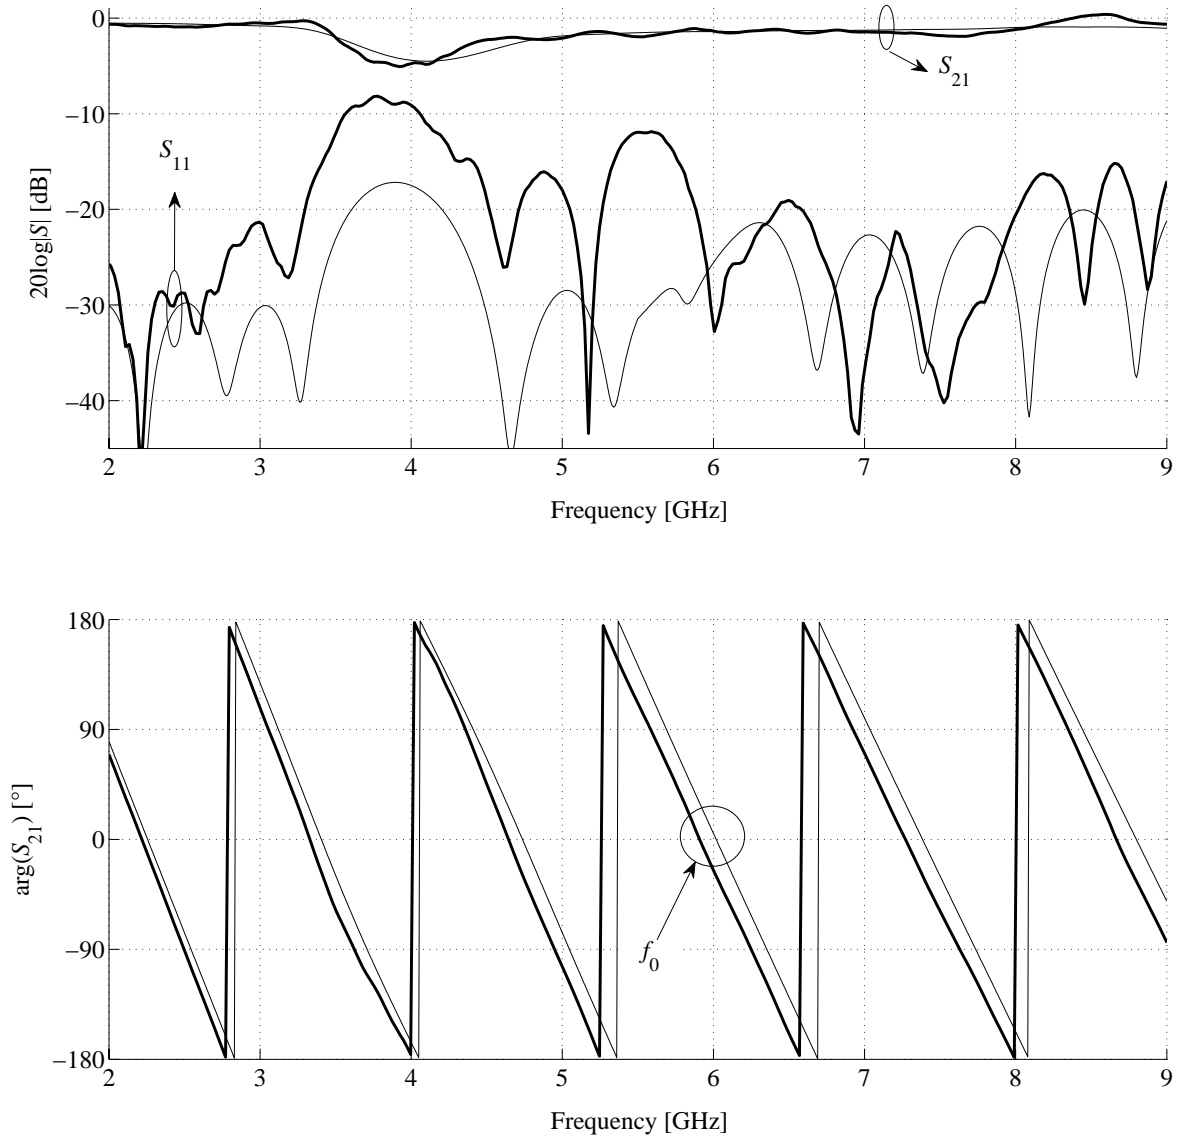 0
−10
−20
−30
−40
20log|S| [dB]
S21
S11
2 3 4 5 6 7 8 9
Frequency [GHz]
180
90
0
−90
−180
arg(S21) [°]
f0
2 3 4 5 6 7 8 9
Frequency [GHz]